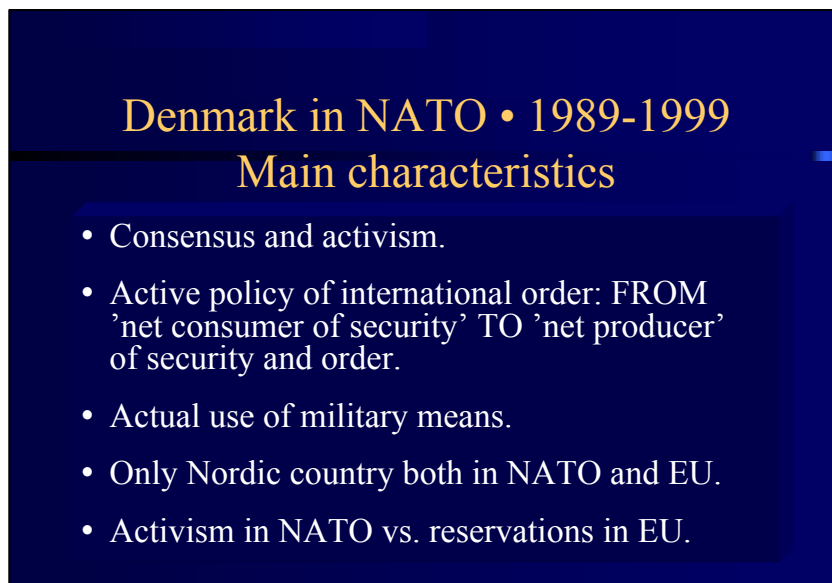 Denmark in NATO • 1989-1999
Main characteristics
• Consensus and activism.
• Active policy of international order: FROM
’net consumer of security’ TO ’net producer’
of security and order.
• Actual use of military means.
• Only Nordic country both in NATO and EU.
• Activism in NATO vs. reservations in EU.